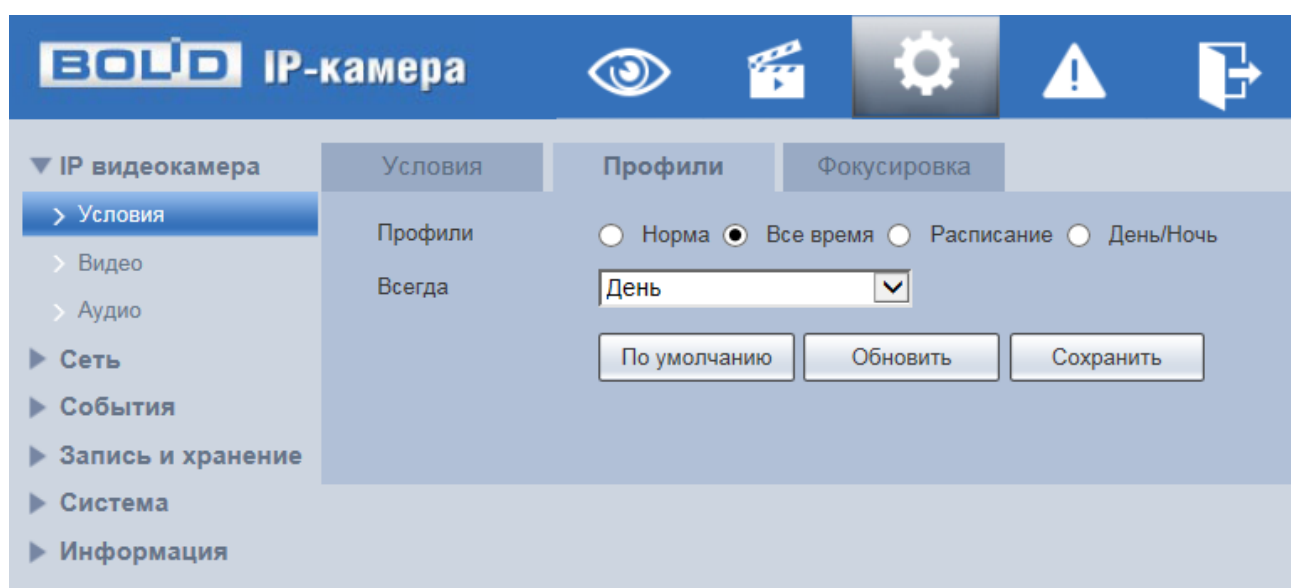 BOLID IP-камера
IP видеокамера
Условия
Видео
Аудио
Сеть
События
Запись и хранение
Система
Информация
Условия Профили Фокусировка
Профили Норма Все время Расписание День/Ночь
Всегда День
По умолчанию Обновить Сохранить